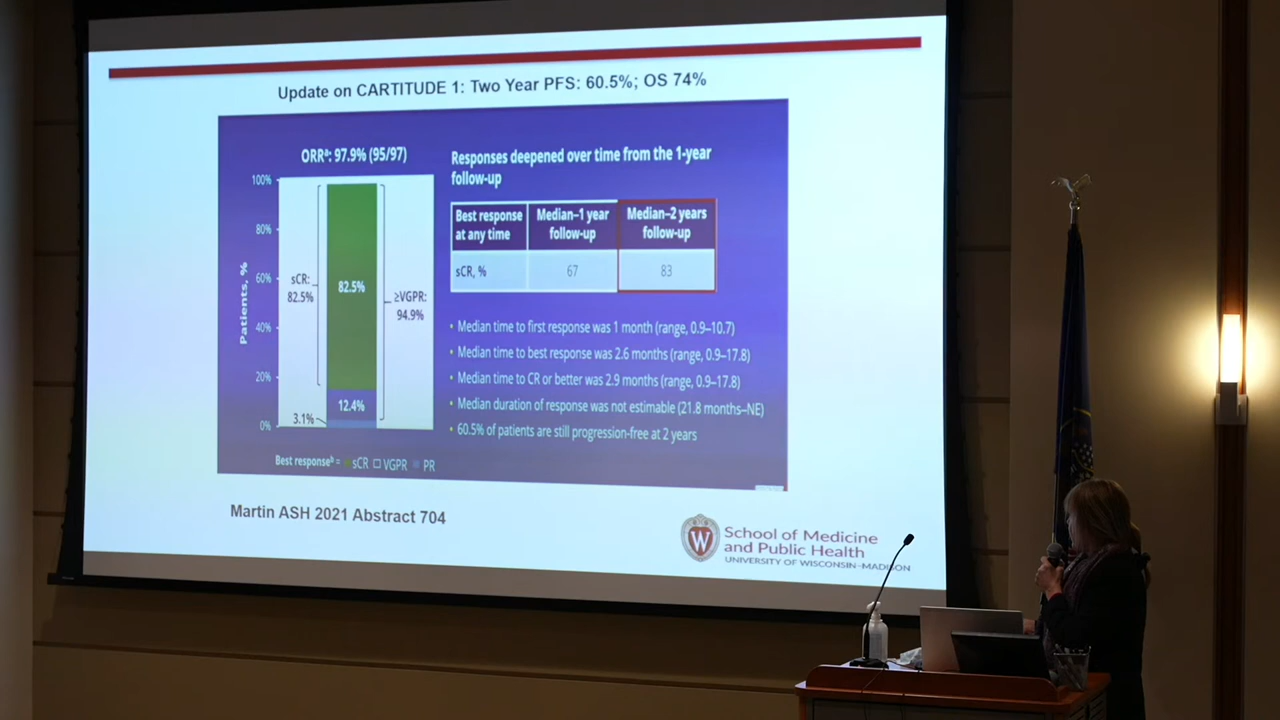 Update on CARTITUDE 1: Two Year PFS: 60.5%; OS 74%
ORRª: 97.9% (95/97)
100%
80%
60%
40%
20%
0%
Patients, %
sCR:
82.5%
82.5%
≥VGPR:
94.9%
12.4%
3.1%
Best responseᵇ = sCR VGPR PR
Responses deepened over time from the 1-year
follow-up
Best response
at any time
Median–1 year
follow-up
Median–2 years
follow-up
sCR, %
67
83
• Median time to first response was 1 month (range, 0.9–10.7)
• Median time to best response was 2.6 months (range, 0.9–17.8)
• Median time to CR or better was 2.9 months (range, 0.9–17.8)
• Median duration of response was not estimable (21.8 months–NE)
• 60.5% of patients are still progression-free at 2 years
Martin ASH 2021 Abstract 704
W
School of Medicine
and Public Health
UNIVERSITY OF WISCONSIN–MADISON